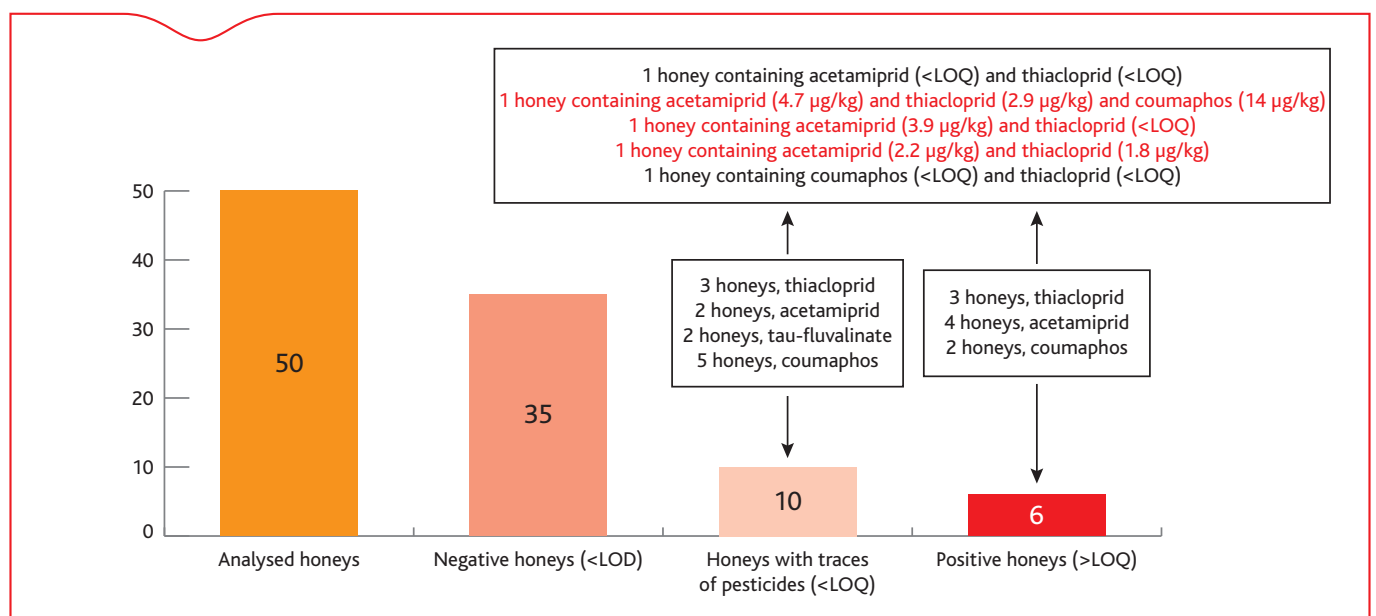 1 honey containing acetamiprid (<LOQ) and thiacloprid (<LOQ)
1 honey containing acetamiprid (4.7 µg/kg) and thiacloprid (2.9 µg/kg) and coumaphos (14 µg/kg)
1 honey containing acetamiprid (3.9 µg/kg) and thiacloprid (<LOQ)
1 honey containing acetamiprid (2.2 µg/kg) and thiacloprid (1.8 µg/kg)
1 honey containing coumaphos (<LOQ) and thiacloprid (<LOQ)
3 honeys, thiacloprid
2 honeys, acetamiprid
2 honeys, tau-fluvalinate
5 honeys, coumaphos
3 honeys, thiacloprid
4 honeys, acetamiprid
2 honeys, coumaphos
50
40
30
20
10
0
50
35
10
6
Analysed honeys
Negative honeys (<LOD)
Honeys with traces
of pesticides (<LOQ)
Positive honeys (>LOQ)